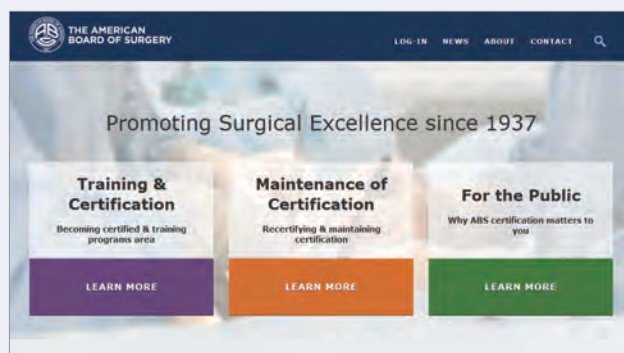 THE AMERICAN
BOARD OF SURGERY
LOG-IN NEWS ABOUT CONTACT
Promoting Surgical Excellence since 1937
Training &
Certification
Becoming certified & training
programs area
LEARN MORE
Maintenance of
Certification
Recertifying & maintaining
certification
LEARN MORE
For the Public
Why ABS certification matters to
you
LEARN MORE